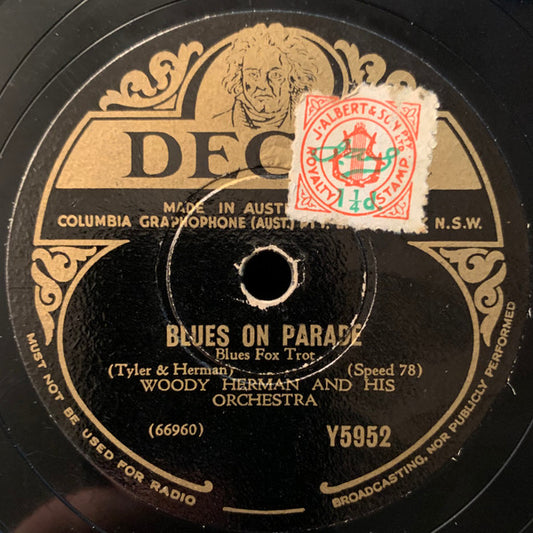 DEC
MADE IN AUST
COLUMBIA GRAPHOPHONE (AUST.) N.S.W.
J. ALBERT & SON PTY LTD
ROYALTY STAMP.
1¼d
BLUES ON PARADE
Blues Fox Trot
(Tyler & Herman) (Speed 78)
WOODY HERMAN AND HIS
ORCHESTRA
(66960) Y5952
MUST NOT BE USED FOR RADIO BROADCASTING, NOR PUBLICLY PERFORMED